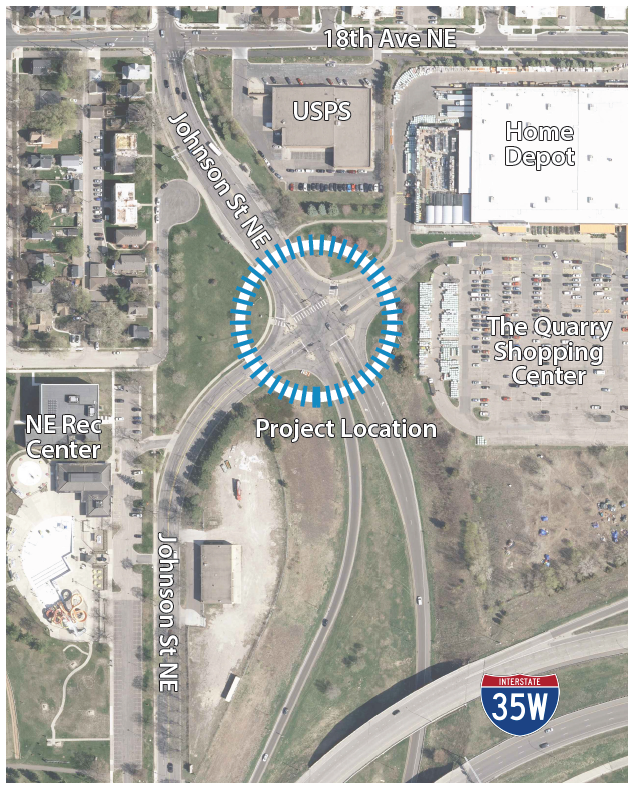 18th Ave NE
USPS
Home
Depot
Johnson St NE
The Quarry
Shopping
Center
NE Rec
Center
Project Location
Johnson St NE
INTERSTATE
35W